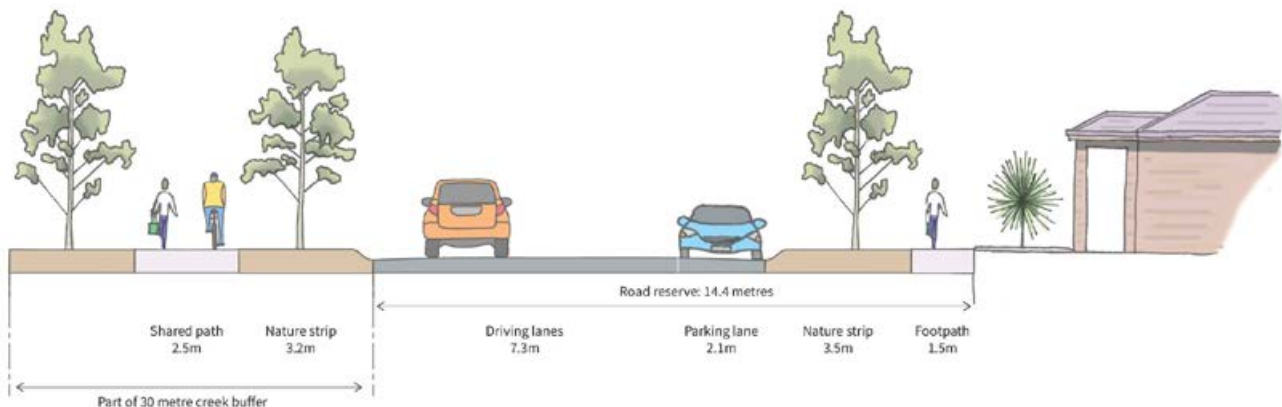 Road reserve: 14.4 metres
Shared path
2.5m
Nature strip
3.2m
Driving lanes
7.3m
Parking lane
2.1m
Nature strip
3.5m
Footpath
1.5m
Part of 30 metre creek buffer